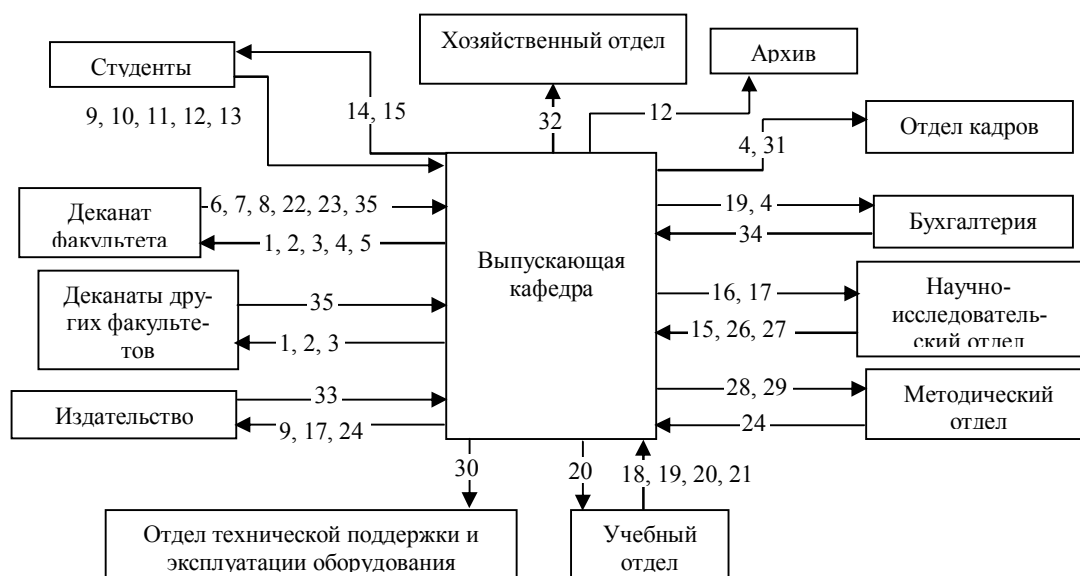 Хозяйственный отдел
Архив
Студенты
9, 10, 11, 12, 13
14, 15
32
12
4, 31
Отдел кадров
Деканат
факультета
6, 7, 8, 22, 23, 35
1, 2, 3, 4, 5
19, 4
34
Бухгалтерия
Выпускающая
кафедра
Деканаты дру-
гих факульте-
тов
35
1, 2, 3
16, 17
15, 26, 27
Научно-
исследователь-
ский отдел
Издательство
33
9, 17, 24
28, 29
24
Методический
отдел
30
20
18, 19, 20, 21
Отдел технической поддержки и
эксплуатации оборудования
Учебный
отдел